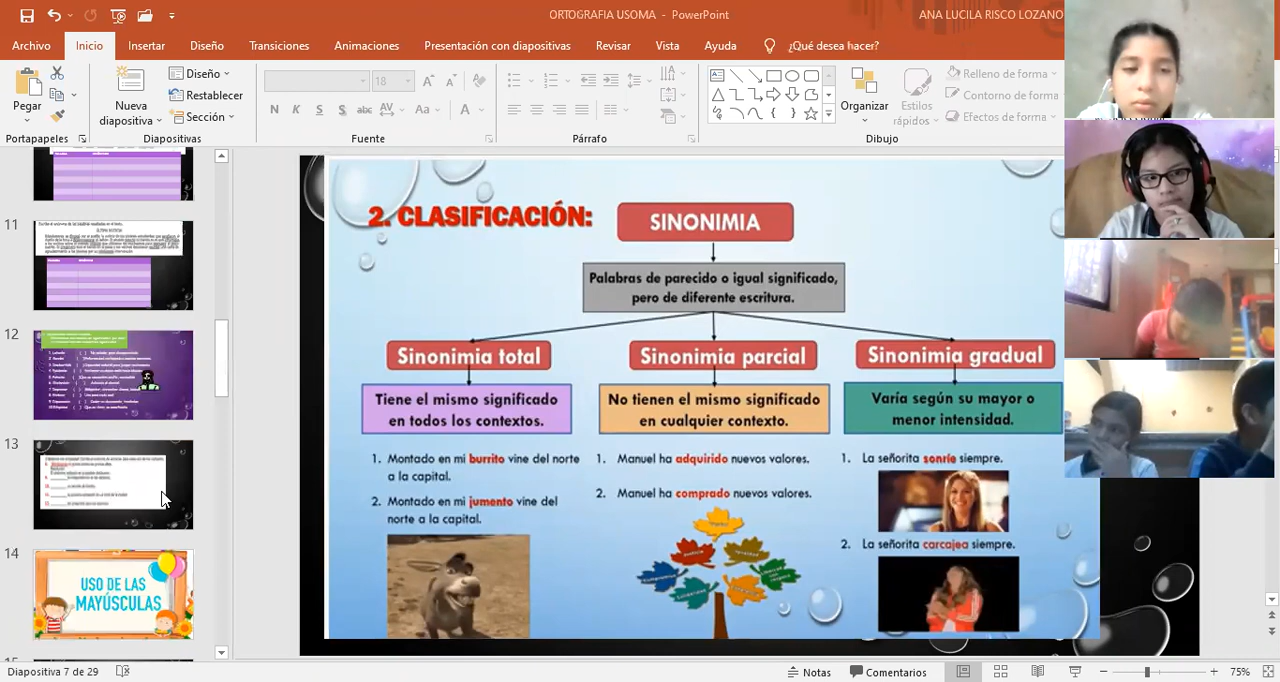 ORTOGRAFIA USOMA - PowerPoint
ANA LUCILA RISCO LOZANO
Archivo
Inicio
Insertar
Diseño
Transiciones
Animaciones
Presentación con diapositivas
Revisar
Vista
Ayuda
¿Qué desea hacer?
Pegar
Nueva
diapositiva
Diseño
Restablecer
Sección
18
N K S S abc AV Aa A
Organizar
Estilos
rápidos
Relleno de forma
Contorno de forma
Efectos de forma
Portapapeles
Diapositivas
Fuente
Párrafo
Dibujo
11
12
13
14
USO DE LAS
MAYÚSCULAS
2. CLASIFICACIÓN:
SINONIMIA
Palabras de parecido o igual significado,
pero de diferente escritura.
Sinonimia total
Tiene el mismo significado
en todos los contextos.
1. Montado en mi burrito vine del norte
a la capital.
2. Montado en mi jumento vine del
norte a la capital.
Sinonimia parcial
No tienen el mismo significado
en cualquier contexto.
1. Manuel ha adquirido nuevos valores.
2. Manuel ha comprado nuevos valores.
Sinonimia gradual
Varía según su mayor o
menor intensidad.
1. La señorita sonríe siempre.
2. La señorita carcajea siempre.
Diapositiva 7 de 29
Notas
Comentarios
75%